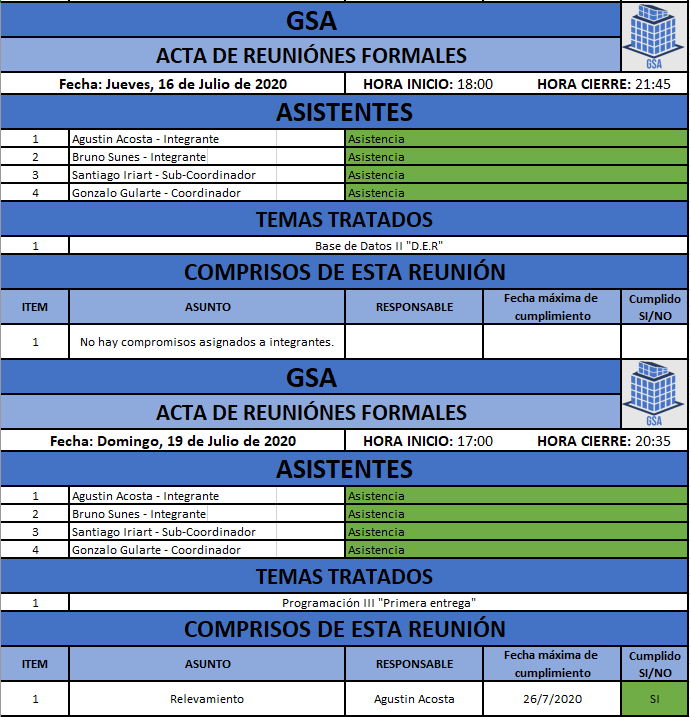 GSA
ACTA DE REUNIÓNES FORMALES
GSA
Fecha: Jueves, 16 de Julio de 2020 HORA INICIO: 18:00 HORA CIERRE: 21:45
ASISTENTES
1 Agustin Acosta - Integrante Asistencia
2 Bruno Sunes - Integrante Asistencia
3 Santiago Iriart - Sub-Coordinador Asistencia
4 Gonzalo Gularte - Coordinador Asistencia
TEMAS TRATADOS
1 Base de Datos II "D.E.R"
COMPRISOS DE ESTA REUNIÓN
ITEM ASUNTO RESPONSABLE Fecha máxima de cumplimiento Cumplido SI/NO
1 No hay compromisos asignados a integrantes.
GSA
ACTA DE REUNIÓNES FORMALES
GSA
Fecha: Domingo, 19 de Julio de 2020 HORA INICIO: 17:00 HORA CIERRE: 20:35
ASISTENTES
1 Agustin Acosta - Integrante Asistencia
2 Bruno Sunes - Integrante Asistencia
3 Santiago Iriart - Sub-Coordinador Asistencia
4 Gonzalo Gularte - Coordinador Asistencia
TEMAS TRATADOS
1 Programación III "Primera entrega"
COMPRISOS DE ESTA REUNIÓN
ITEM ASUNTO RESPONSABLE Fecha máxima de cumplimiento Cumplido SI/NO
1 Relevamiento Agustin Acosta 26/7/2020 SI